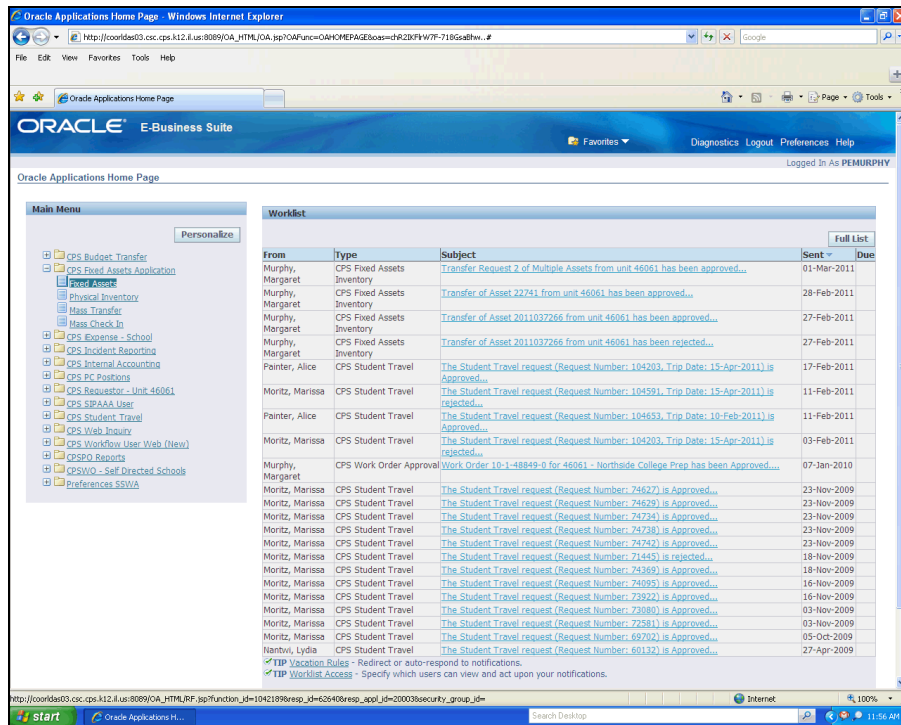 Oracle Applications Home Page - Windows Internet Explorer
http://coorldas03.csc.cps.k12.il.us:8089/OA_HTML/OA.jsp?OAFunc=OAHOMEPAGE&oas=chR2IKFkW7F-718GsaBhw..#
Google
File Edit View Favorites Tools Help
Oracle Applications Home Page
Page Tools
ORACLE E-Business Suite
Favorites
Diagnostics Logout Preferences Help
Logged In As PEMURPHY
Oracle Applications Home Page
Main Menu
Personalize
CPS Budget Transfer
CPS Fixed Assets Application
Fixed Assets
Physical Inventory
Mass Transfer
Mass Check In
CPS iExpense - School
CPS Incident Reporting
CPS Internal Accounting
CPS PC Positions
CPS Requestor - Unit 46061
CPS SIPAAA User
CPS Student Travel
CPS Web Inquiry
CPS Workflow User Web (New)
CPSPO Reports
CPSWO - Self Directed Schools
Preferences SSWA
Worklist
Full List
From Type Subject Sent Due
Murphy, Margaret CPS Fixed Assets Inventory Transfer Request 2 of Multiple Assets from unit 46061 has been approved... 01-Mar-2011
Murphy, Margaret CPS Fixed Assets Inventory Transfer of Asset 22741 from unit 46061 has been approved... 28-Feb-2011
Murphy, Margaret CPS Fixed Assets Inventory Transfer of Asset 2011037266 from unit 46061 has been approved... 27-Feb-2011
Murphy, Margaret CPS Fixed Assets Inventory Transfer of Asset 2011037266 from unit 46061 has been rejected... 27-Feb-2011
Painter, Alice CPS Student Travel The Student Travel request (Request Number: 104203, Trip Date: 15-Apr-2011) is Approved... 17-Feb-2011
Moritz, Marissa CPS Student Travel The Student Travel request (Request Number: 104591, Trip Date: 15-Apr-2011) is rejected... 11-Feb-2011
Painter, Alice CPS Student Travel The Student Travel request (Request Number: 104653, Trip Date: 10-Feb-2011) is Approved... 11-Feb-2011
Moritz, Marissa CPS Student Travel The Student Travel request (Request Number: 104203, Trip Date: 15-Apr-2011) is rejected... 03-Feb-2011
Murphy, Margaret CPS Work Order Approval Work Order 10-1-48849-0 for 46061 - Northside College Prep has been Approved.... 07-Jan-2010
Moritz, Marissa CPS Student Travel The Student Travel request (Request Number: 74627) is Approved... 23-Nov-2009
Moritz, Marissa CPS Student Travel The Student Travel request (Request Number: 74629) is Approved... 23-Nov-2009
Moritz, Marissa CPS Student Travel The Student Travel request (Request Number: 74734) is Approved... 23-Nov-2009
Moritz, Marissa CPS Student Travel The Student Travel request (Request Number: 74738) is Approved... 23-Nov-2009
Moritz, Marissa CPS Student Travel The Student Travel request (Request Number: 74742) is Approved... 23-Nov-2009
Moritz, Marissa CPS Student Travel The Student Travel request (Request Number: 71445) is rejected... 18-Nov-2009
Moritz, Marissa CPS Student Travel The Student Travel request (Request Number: 74369) is Approved... 18-Nov-2009
Moritz, Marissa CPS Student Travel The Student Travel request (Request Number: 74095) is Approved... 16-Nov-2009
Moritz, Marissa CPS Student Travel The Student Travel request (Request Number: 73922) is Approved... 16-Nov-2009
Moritz, Marissa CPS Student Travel The Student Travel request (Request Number: 73080) is Approved... 03-Nov-2009
Moritz, Marissa CPS Student Travel The Student Travel request (Request Number: 72581) is Approved... 03-Nov-2009
Moritz, Marissa CPS Student Travel The Student Travel request (Request Number: 69702) is Approved... 05-Oct-2009
Nantwi, Lydia CPS Student Travel The Student Travel request (Request Number: 60132) is Approved... 27-Apr-2009
TIP Vacation Rules - Redirect or auto-respond to notifications.
TIP Worklist Access - Specify which users can view and act upon your notifications.
http://coorldas03.csc.cps.k12.il.us:8089/OA_HTML/RF.jsp?function_id=1042189&resp_id=62640&resp_appl_id=20003&security_group_id=
Internet 100%
start Oracle Applications H... Search Desktop 11:56 AM